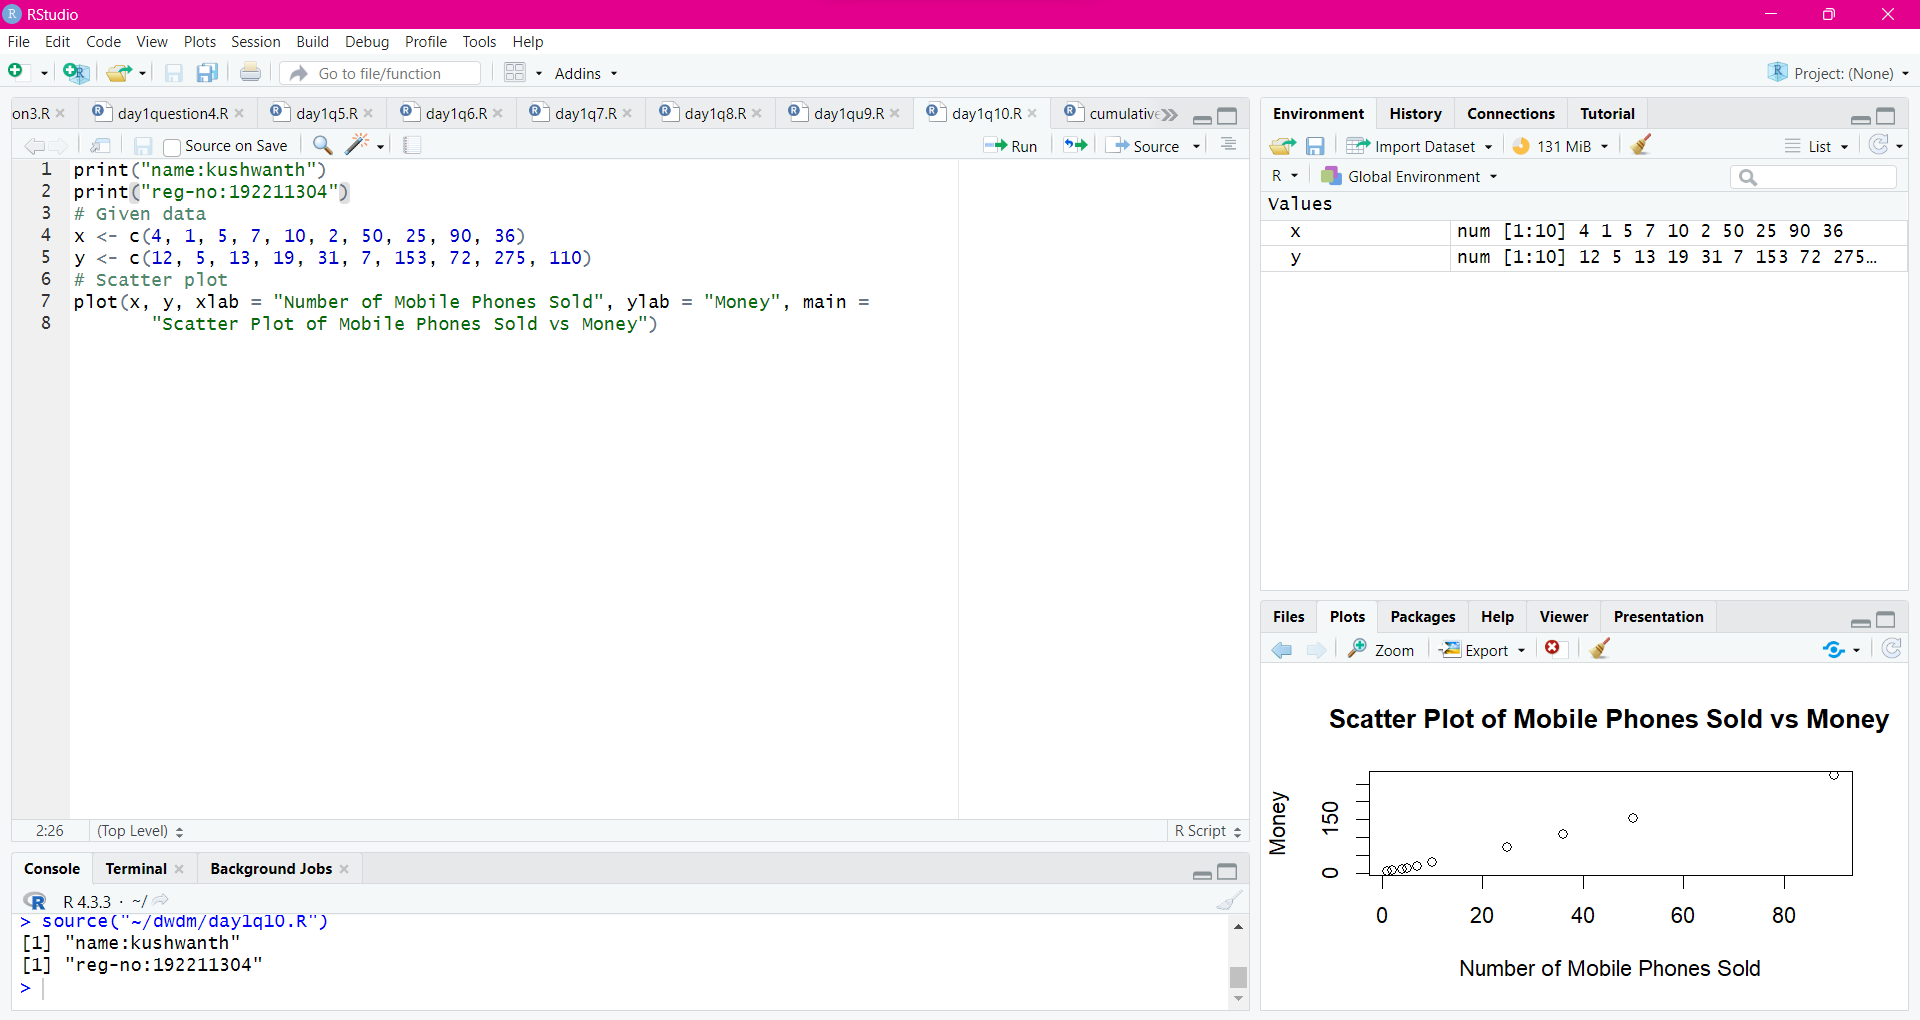 RStudio
File Edit Code View Plots Session Build Debug Profile Tools Help
Go to file/function Addins Project: (None)
on3.R day1question4.R day1q5.R day1q6.R day1q7.R day1q8.R day1qu9.R day1q10.R cumulative
Source on Save Run Source
1 print("name:kushwanth")
2 print("reg-no:192211304")
3 # Given data
4 x <- c(4, 1, 5, 7, 10, 2, 50, 25, 90, 36)
5 y <- c(12, 5, 13, 19, 31, 7, 153, 72, 275, 110)
6 # Scatter plot
7 plot(x, y, xlab = "Number of Mobile Phones Sold", ylab = "Money", main =
8 "Scatter Plot of Mobile Phones Sold vs Money")
2:26 (Top Level) R Script
Console Terminal Background Jobs
R 4.3.3 · ~/
> source("~/dwdm/day1q10.R")
[1] "name:kushwanth"
[1] "reg-no:192211304"
>
Environment History Connections Tutorial
Import Dataset 131 MiB List
R Global Environment
Values
x num [1:10] 4 1 5 7 10 2 50 25 90 36
y num [1:10] 12 5 13 19 31 7 153 72 275…
Files Plots Packages Help Viewer Presentation
Zoom Export
Scatter Plot of Mobile Phones Sold vs Money
Money
150
0
0 20 40 60 80
Number of Mobile Phones Sold